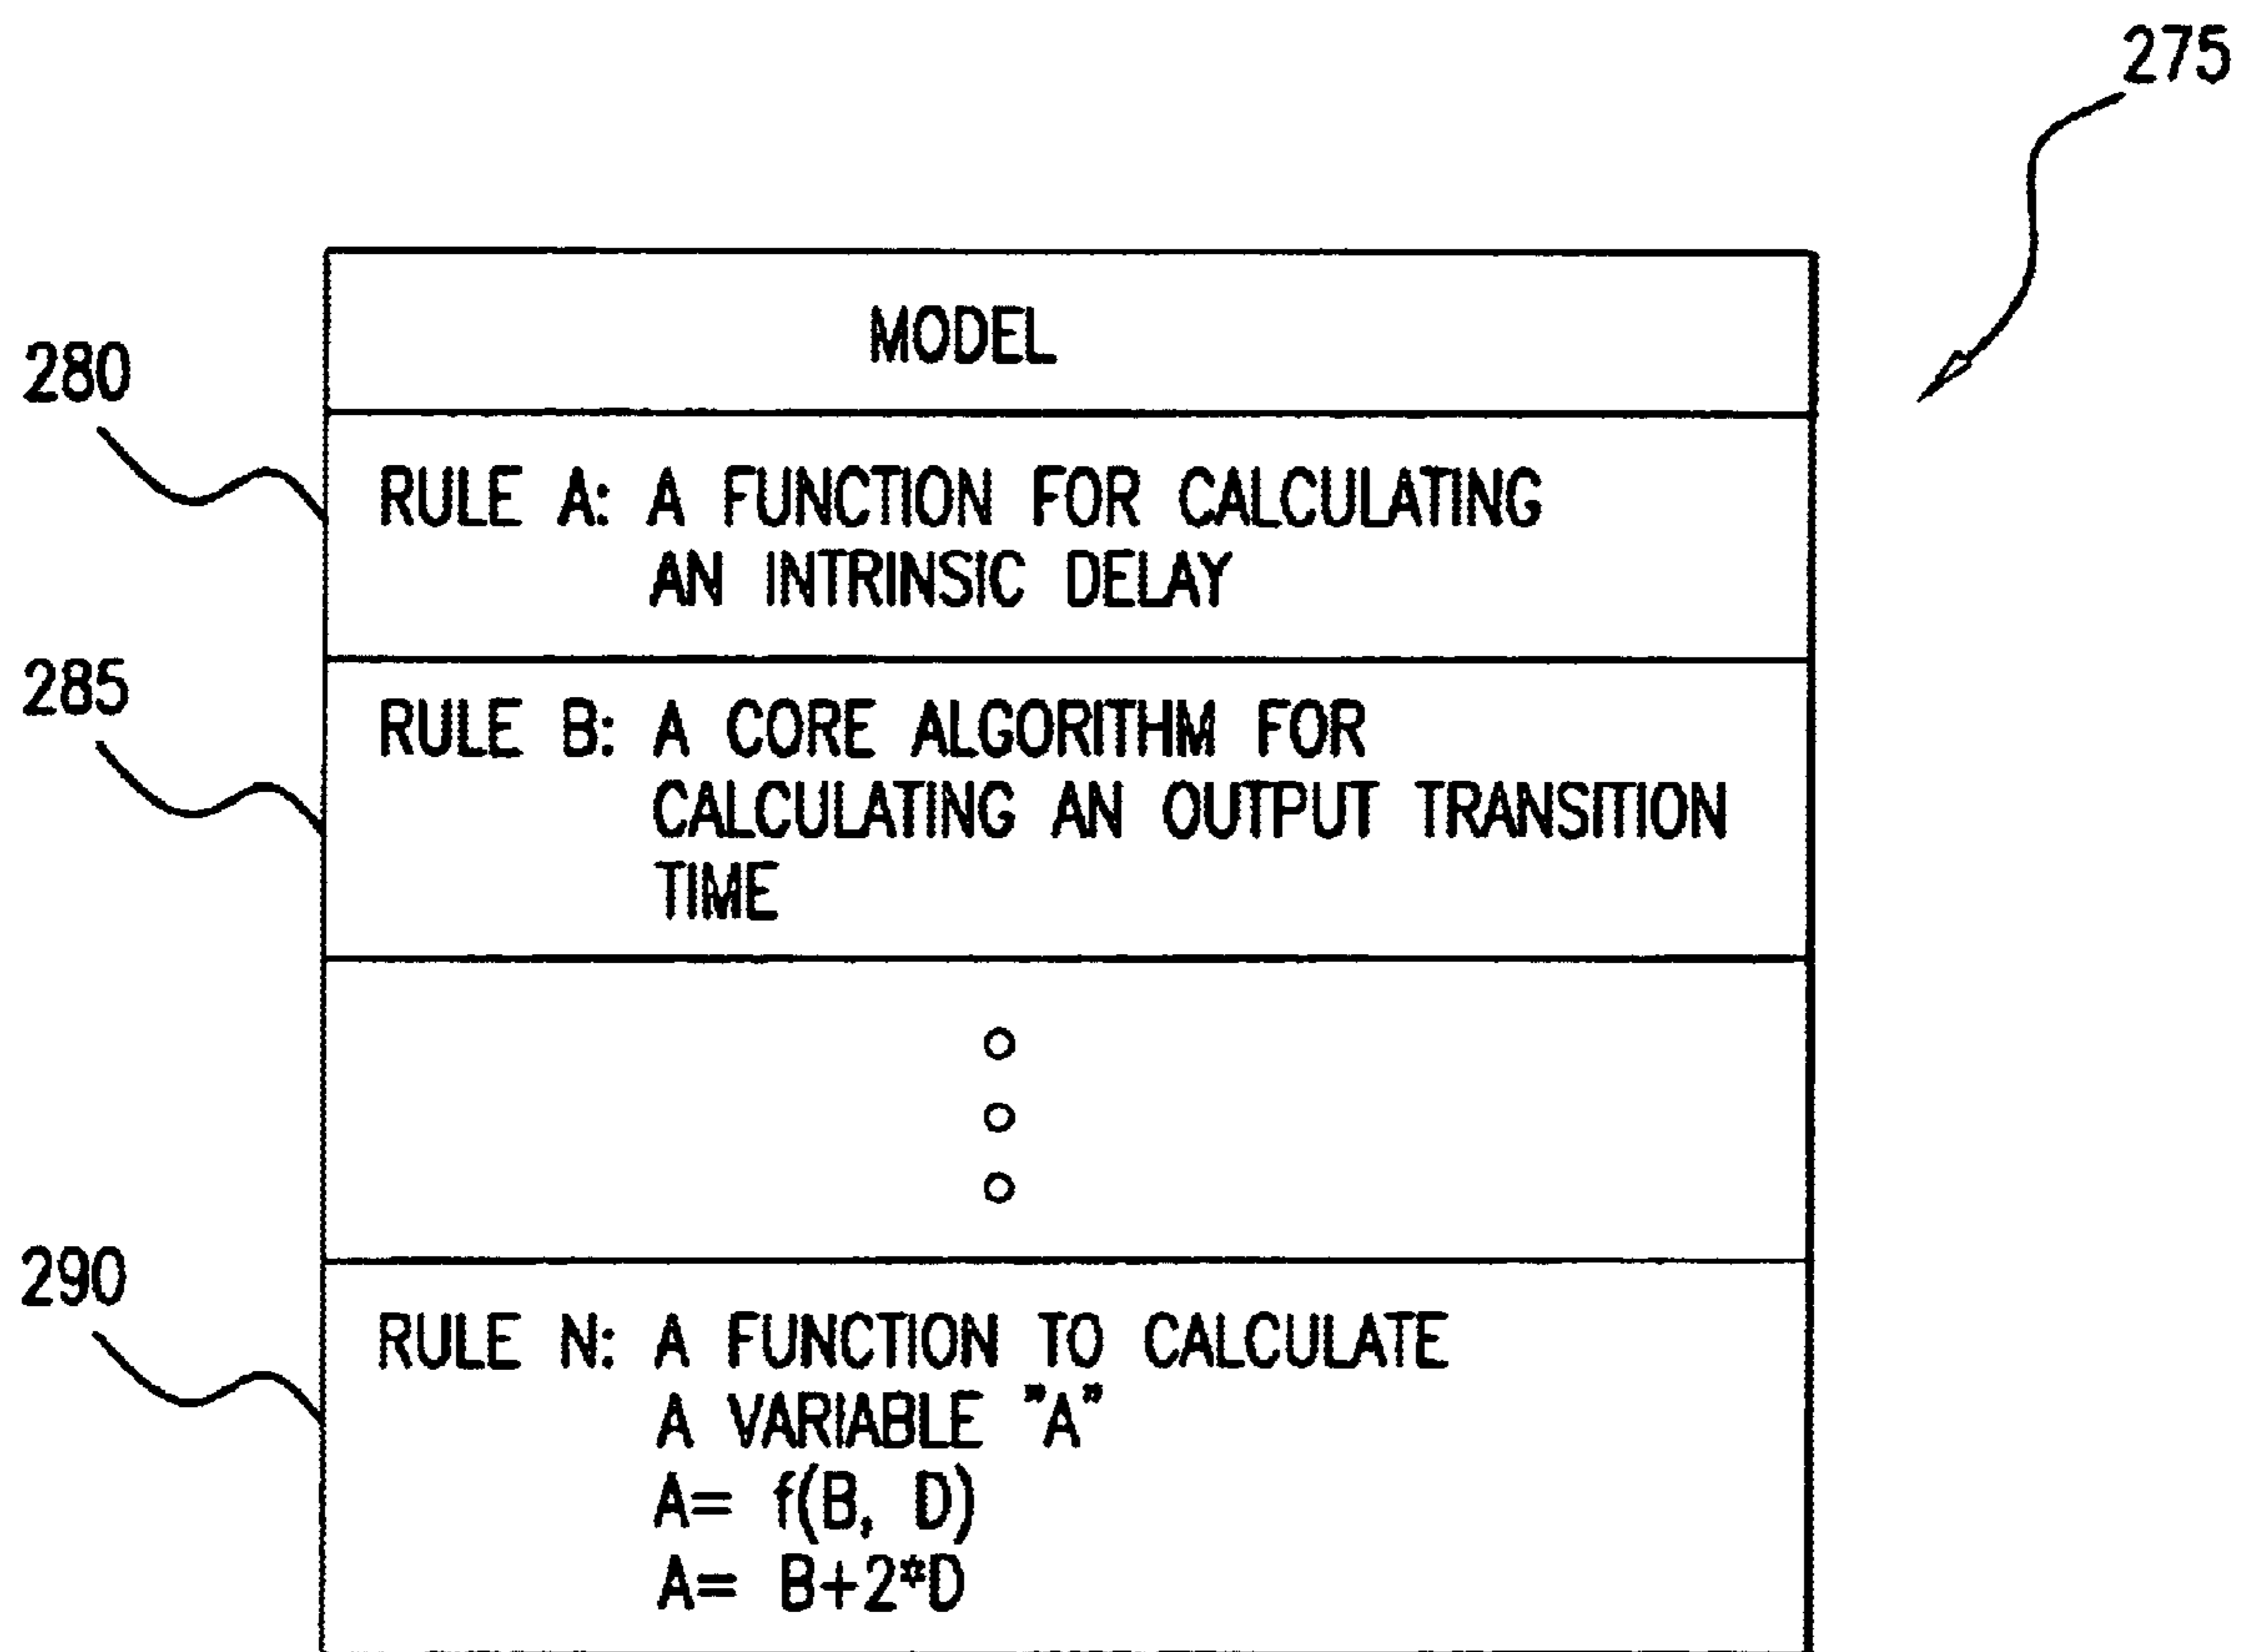 275
MODEL
280
RULE A: A FUNCTION FOR CALCULATING
AN INTRINSIC DELAY
285
RULE B: A CORE ALGORITHM FOR
CALCULATING AN OUTPUT TRANSITION
TIME
290
RULE N: A FUNCTION TO CALCULATE
A VARIABLE "A"
A= f(B, D)
A= B+2*D